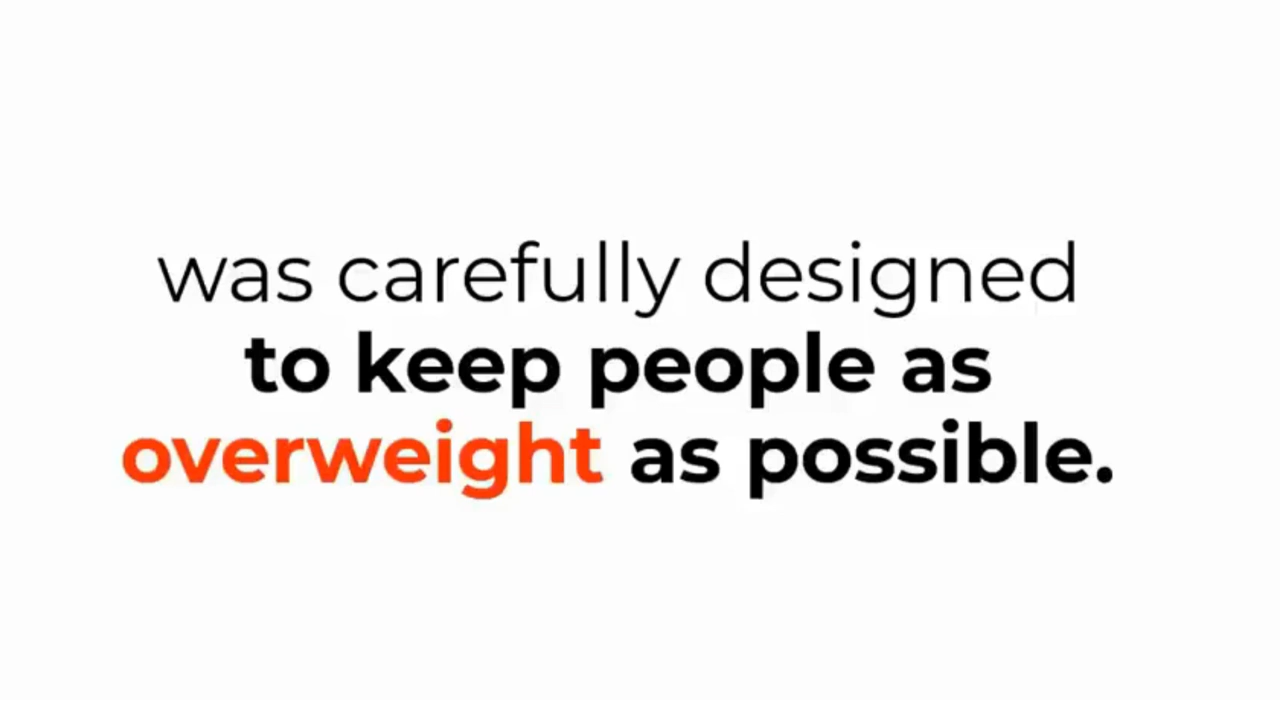 was carefully designed
to keep people as
overweight as possible.